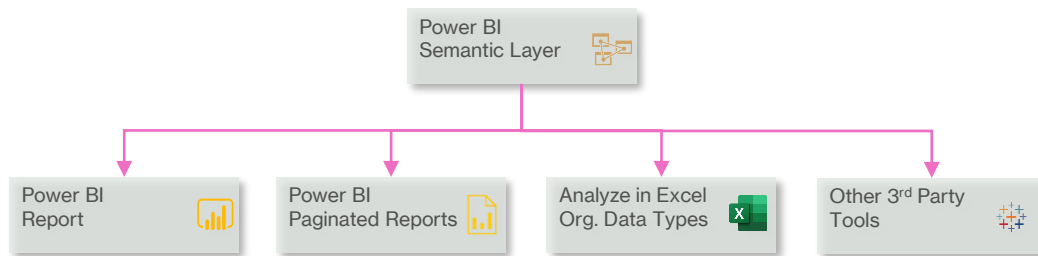 Power BI
Semantic Layer
Power BI
Report
Power BI
Paginated Reports
Analyze in Excel
Org. Data Types
X
Other 3rd Party
Tools